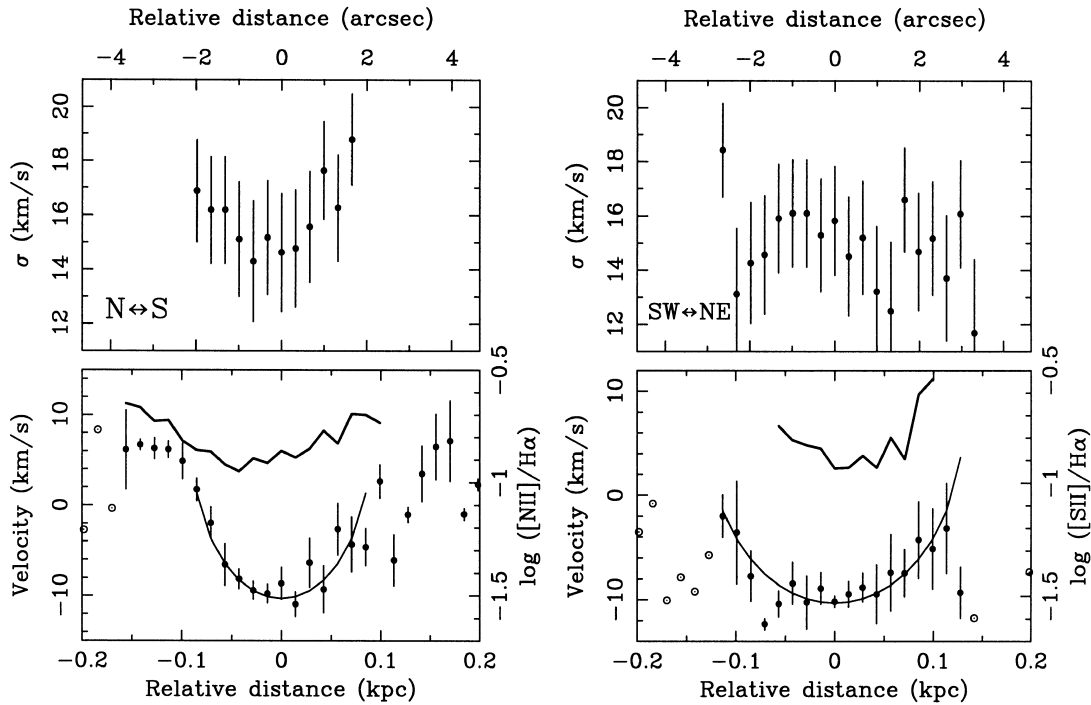 Relative distance (arcsec)
−4 −2 0 2 4
σ (km/s)
20
18
16
14
12
N↔S
Velocity (km/s)
10
0
−10
−0.5
−1
−1.5
log ([NII]/Hα)
−0.2 −0.1 0 0.1 0.2
Relative distance (kpc)
Relative distance (arcsec)
−4 −2 0 2 4
σ (km/s)
20
18
16
14
12
SW↔NE
Velocity (km/s)
10
0
−10
−0.5
−1
−1.5
log ([SII]/Hα)
−0.2 −0.1 0 0.1 0.2
Relative distance (kpc)